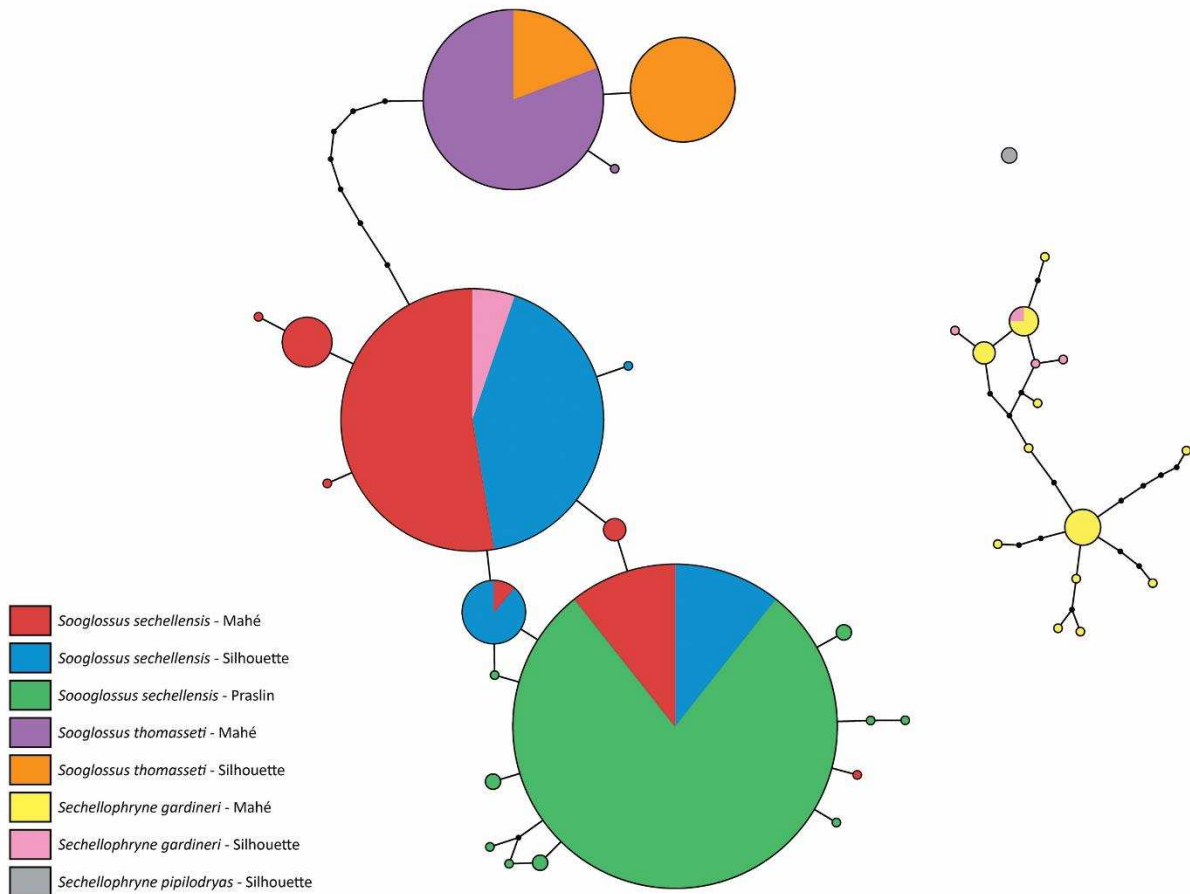 Sooglossus sechellensis - Mahé
Sooglossus sechellensis - Silhouette
Soooglossus sechellensis - Praslin
Sooglossus thomasseti - Mahé
Sooglossus thomasseti - Silhouette
Sechellophryne gardineri - Mahé
Sechellophryne gardineri - Silhouette
Sechellophryne pipilodryas - Silhouette